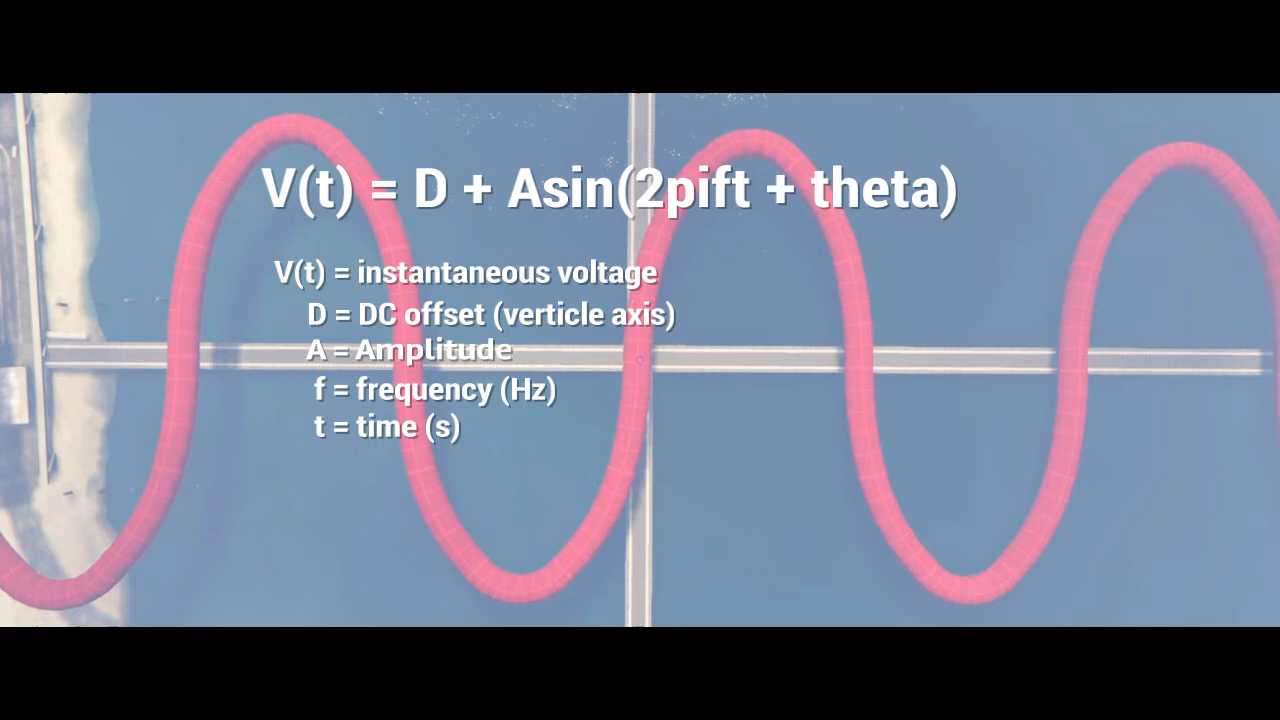 V(t) = D + Asin(2pift + theta)
V(t) = instantaneous voltage
D = DC offset (verticle axis)
A = Amplitude
f = frequency (Hz)
t = time (s)